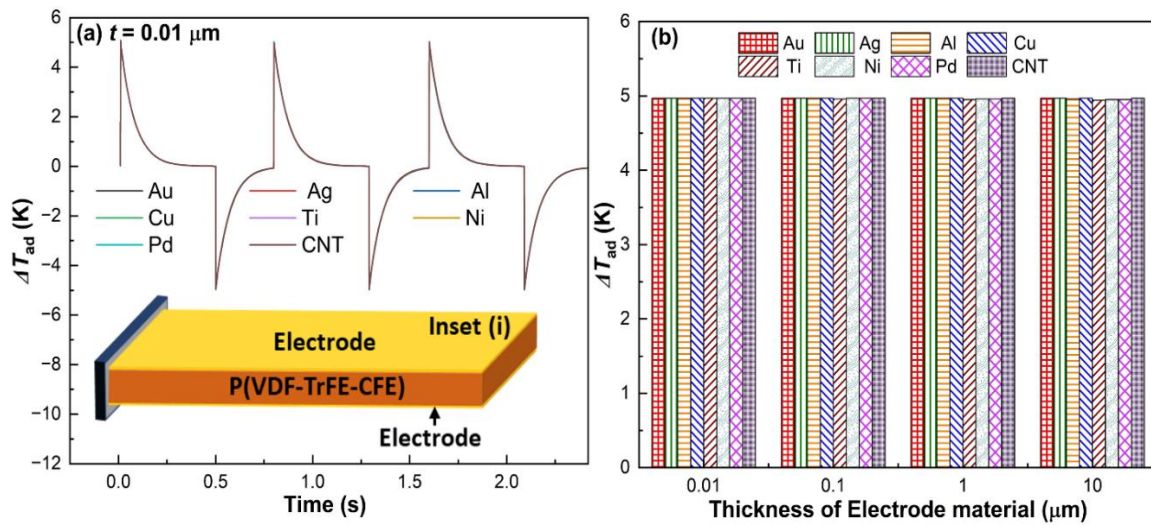 (a) t = 0.01 μm
6
4
2
0
−2
−4
−6
−8
−10
−12
ΔT_ad (K)
Au Ag Al
Cu Ti Ni
Pd CNT
Inset (i)
Electrode
P(VDF-TrFE-CFE)
Electrode
0.0 0.5 1.0 1.5 2.0
Time (s)
(b)
Au Ag Al Cu
Ti Ni Pd CNT
6
5
4
3
2
1
0
ΔT_ad (K)
0.01 0.1 1 10
Thickness of Electrode material (μm)